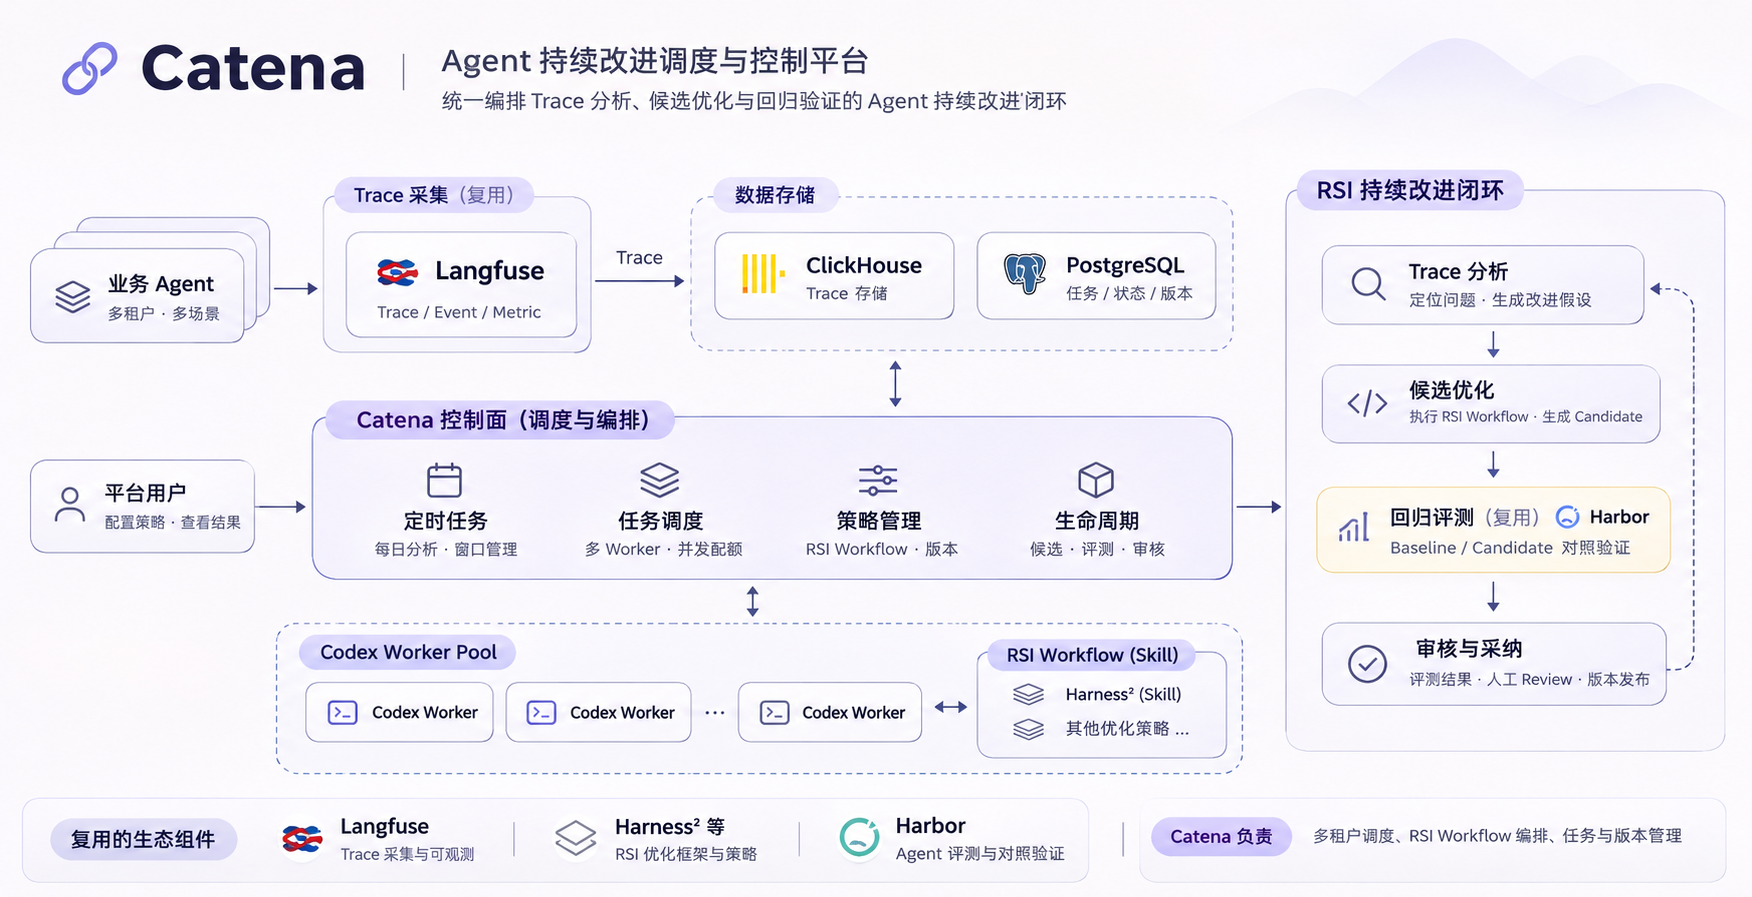 Catena
Agent 持续改进调度与控制平台
统一编排 Trace 分析、候选优化与回归验证的 Agent 持续改进闭环
业务 Agent
多租户 · 多场景
Trace 采集（复用）
Langfuse
Trace / Event / Metric
Trace
数据存储
ClickHouse
Trace 存储
PostgreSQL
任务 / 状态 / 版本
平台用户
配置策略 · 查看结果
Catena 控制面（调度与编排）
定时任务
每日分析 · 窗口管理
任务调度
多 Worker · 并发配额
策略管理
RSI Workflow · 版本
生命周期
候选 · 评测 · 审核
Codex Worker Pool
Codex Worker
Codex Worker
...
Codex Worker
RSI Workflow (Skill)
Harness² (Skill)
其他优化策略 ...
RSI 持续改进闭环
Trace 分析
定位问题 · 生成改进假设
候选优化
执行 RSI Workflow · 生成 Candidate
回归评测（复用） Harbor
Baseline / Candidate 对照验证
审核与采纳
评测结果 · 人工 Review · 版本发布
复用的生态组件
Langfuse
Trace 采集与可观测
Harness² 等
RSI 优化框架与策略
Harbor
Agent 评测与对照验证
Catena 负责
多租户调度、RSI Workflow 编排、任务与版本管理